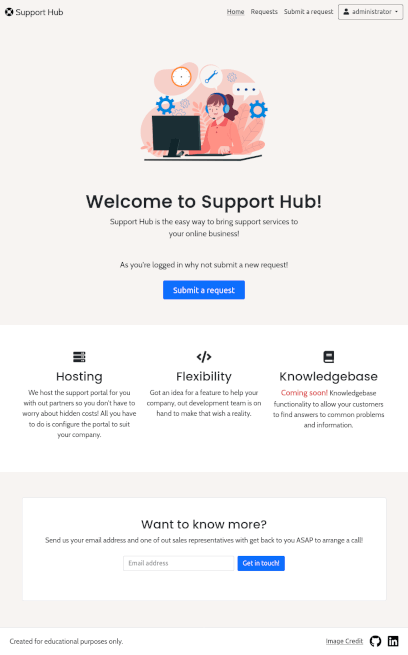 Support Hub
Home Requests Submit a request administrator
Welcome to Support Hub!
Support Hub is the easy way to bring support services to
your online business!
As you're logged in why not submit a new request!
Submit a request
Hosting
We host the support portal for you
with out partners so you don't have to
worry about hidden costs! All you have
to do is configure the portal to suit
your company.
Flexibility
Got an idea for a feature to help your
company, out development team is on
hand to make that wish a reality.
Knowledgebase
Coming soon! Knowledgebase
functionality to allow your customers
to find answers to common problems
and information.
Want to know more?
Send us your email address and one of out sales representatives with get back to you ASAP to arrange a call!
Email address
Get in touch!
Created for educational purposes only.
Image Credit